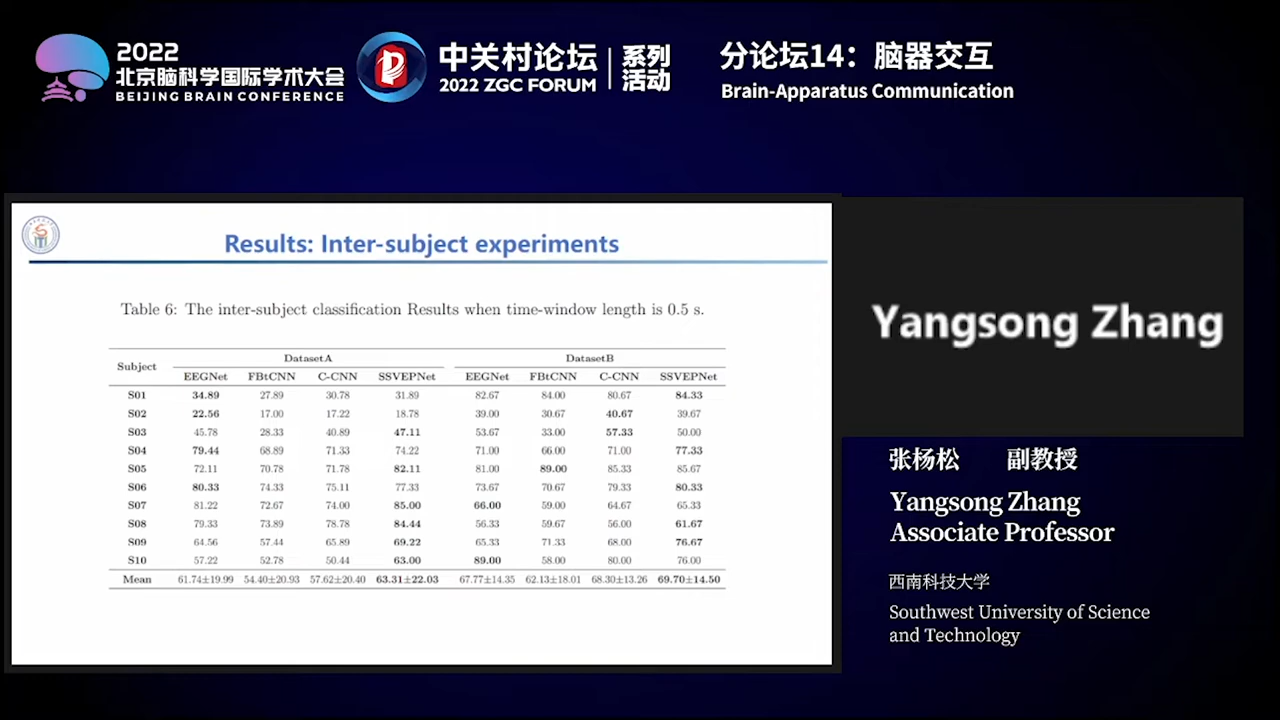 2022
北京脑科学国际学术大会
BEIJING BRAIN CONFERENCE
中关村论坛 系列活动
2022 ZGC FORUM
分论坛14：脑器交互
Brain-Apparatus Communication
Results: Inter-subject experiments
Table 6: The inter-subject classification Results when time-window length is 0.5 s.
Subject DatasetA DatasetB
EEGNet FBtCNN C-CNN SSVEPNet EEGNet FBtCNN C-CNN SSVEPNet
S01 34.89 27.89 30.78 31.89 82.67 84.00 80.67 84.33
S02 22.56 17.00 17.22 18.78 39.00 30.67 40.67 39.67
S03 45.78 28.33 40.89 47.11 53.67 33.00 57.33 50.00
S04 79.44 68.89 71.33 74.22 71.00 66.00 71.00 77.33
S05 72.11 70.78 71.78 82.11 81.00 89.00 85.33 85.67
S06 80.33 74.33 75.11 77.33 73.67 70.67 79.33 80.33
S07 81.22 72.67 74.00 85.00 66.00 59.00 64.67 65.33
S08 79.33 73.89 78.78 84.44 56.33 59.67 56.00 61.67
S09 64.56 57.44 65.89 69.22 65.33 71.33 68.00 76.67
S10 57.22 52.78 50.44 63.00 89.00 58.00 80.00 76.00
Mean 61.74±19.99 54.40±20.93 57.62±20.40 63.31±22.03 67.77±14.35 62.13±18.01 68.30±13.26 69.70±14.50
Yangsong Zhang
张杨松 副教授
Yangsong Zhang
Associate Professor
西南科技大学
Southwest University of Science
and Technology